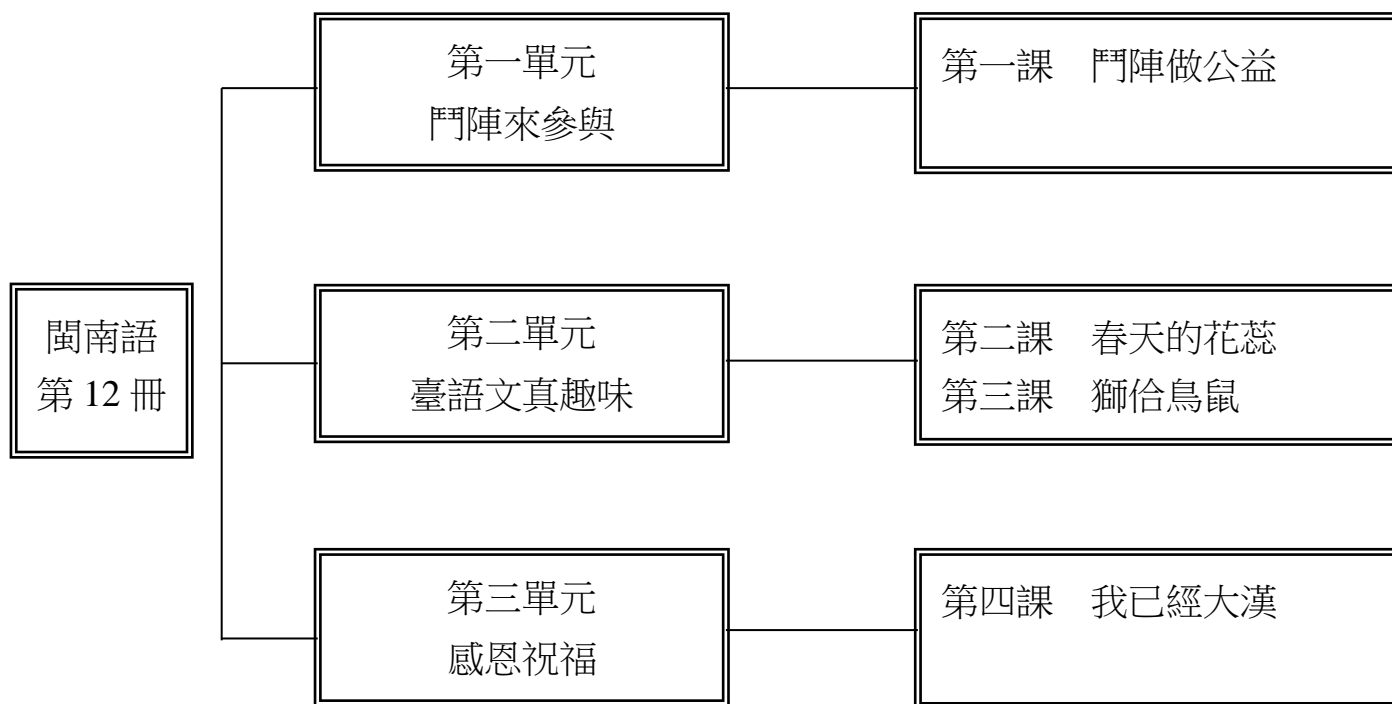 閩南語
第 12 冊
第一單元
鬥陣來參與
第一課　鬥陣做公益
第二單元
臺語文真趣味
第二課　春天的花蕊
第三課　獅佮鳥鼠
第三單元
感恩祝福
第四課　我已經大漢